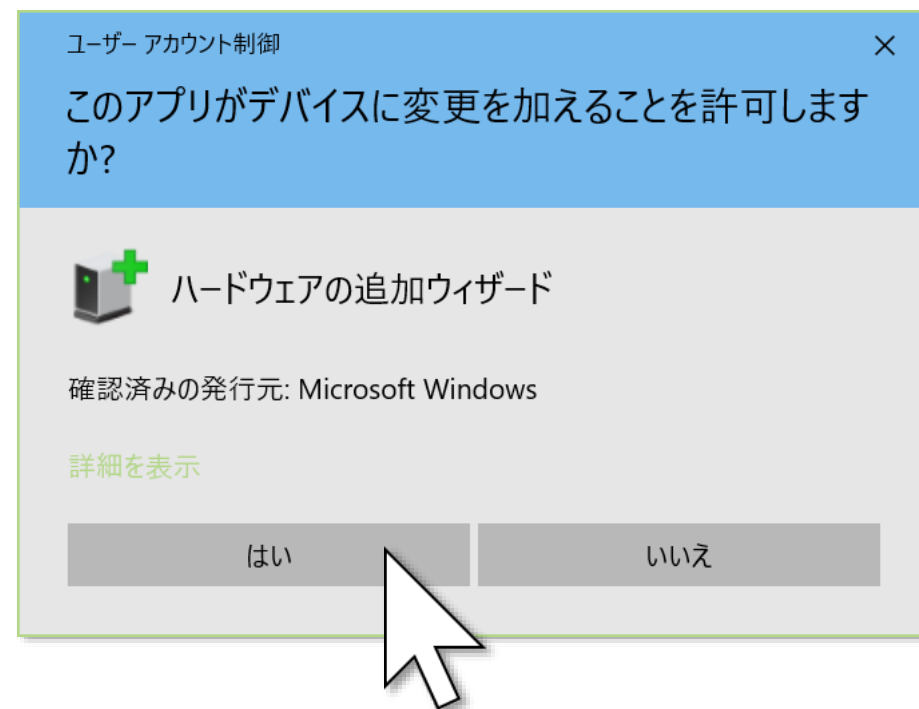 ユーザー アカウント制御
このアプリがデバイスに変更を加えることを許可します
か?
ハードウェアの追加ウィザード
確認済みの発行元: Microsoft Windows
詳細を表示
はい
いいえ